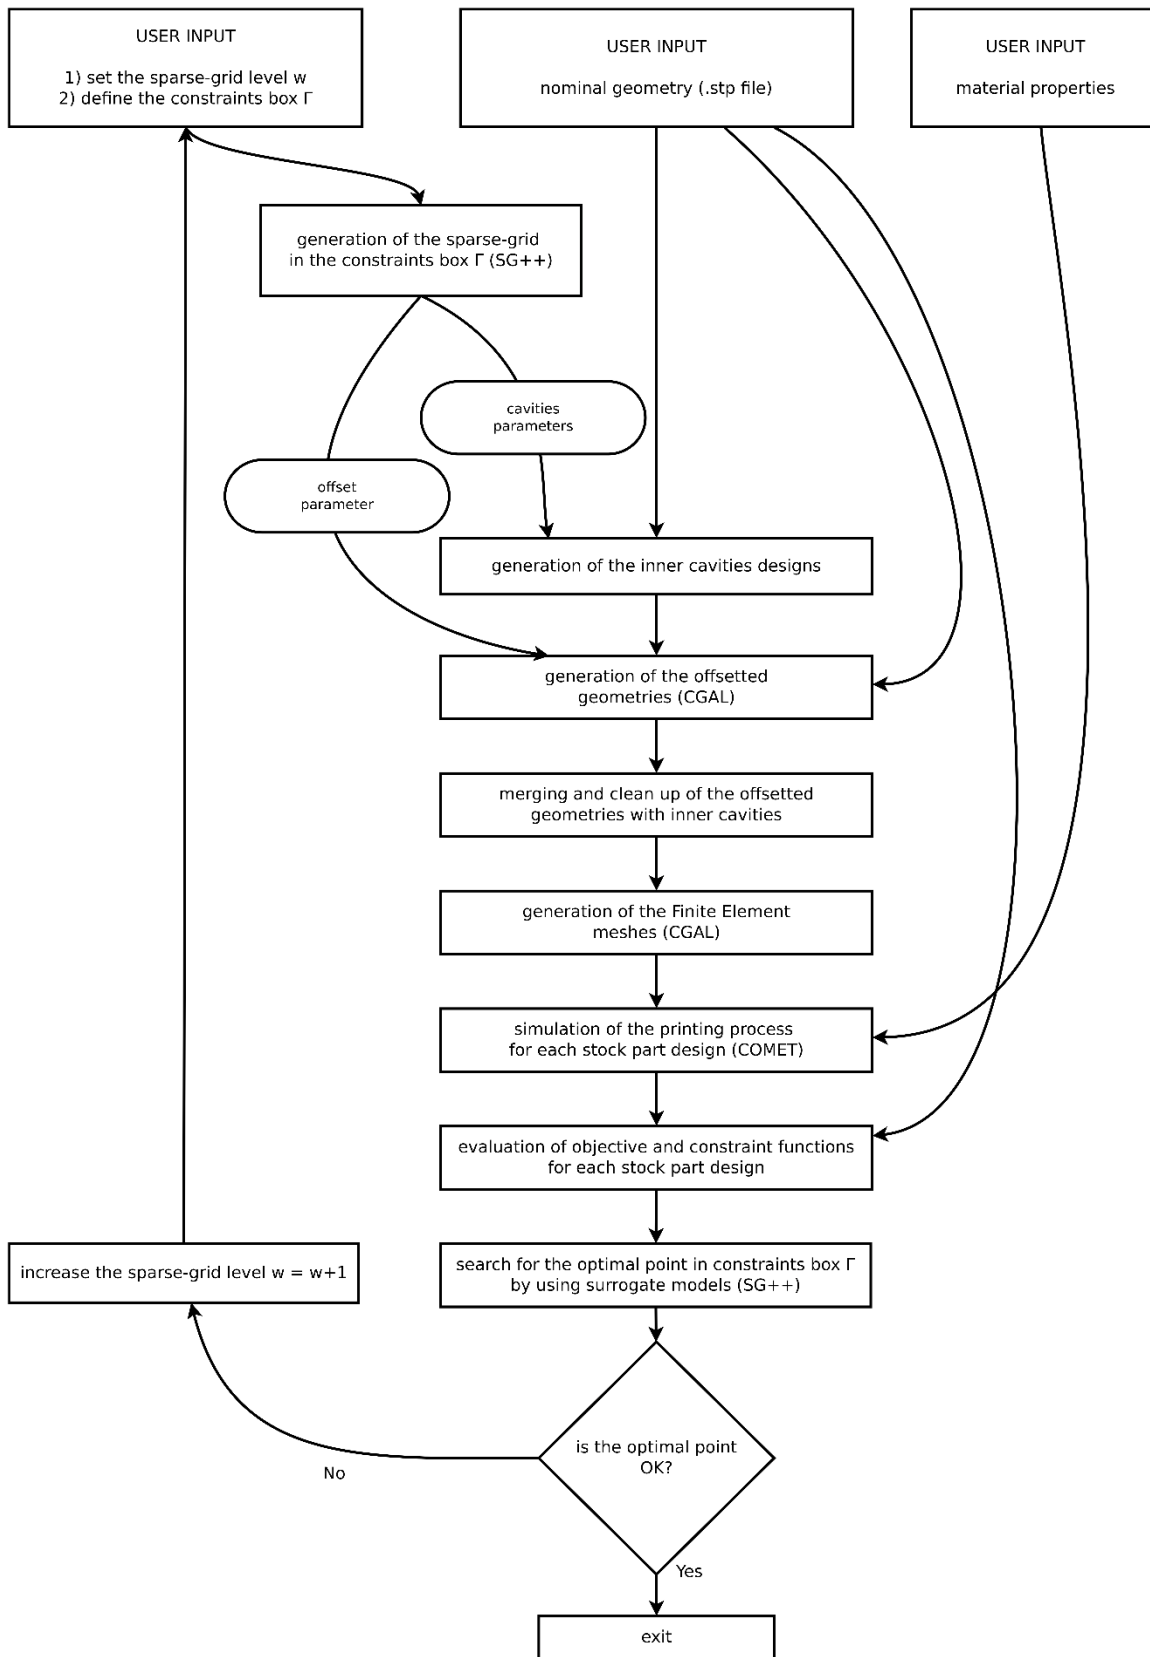 USER INPUT
1) set the sparse-grid level w
2) define the constraints box Γ
USER INPUT
nominal geometry (.stp file)
USER INPUT
material properties
generation of the sparse-grid
in the constraints box Γ (SG++)
cavities
parameters
offset
parameter
generation of the inner cavities designs
generation of the offsetted
geometries (CGAL)
merging and clean up of the offsetted
geometries with inner cavities
generation of the Finite Element
meshes (CGAL)
simulation of the printing process
for each stock part design (COMET)
evaluation of objective and constraint functions
for each stock part design
search for the optimal point in constraints box Γ
by using surrogate models (SG++)
increase the sparse-grid level w = w+1
is the optimal point
OK?
No
Yes
exit